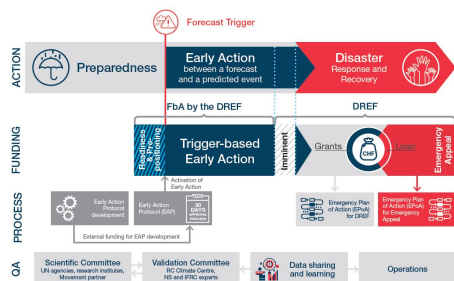 Forecast Trigger
ACTION
Preparedness
Early Action
between a forecast
and a predicted event
Disaster
Response and
Recovery
FbA by the DREF
DREF
FUNDING
Readiness
& Pre-
positioning
Trigger-based
Early Action
Imminent
Grants
CHF
Loan
Emergency
Appeal
Activation of
Early Action
PROCESS
Early Action
Protocol
development
Early Action
Protocol (EAP)
30
DAYS
APPROVAL
PROCESS
External funding for EAP development
Emergency Plan
of Action (EPoA)
for DREF
Emergency Plan
of Action (EPoA)
for Emergency
Appeal
QA
Scientific Committee
UN agencies, research institutes,
Movement partner
Validation Committee
RC Climate Centre,
NS and IFRC experts
Data sharing
and learning
Operations